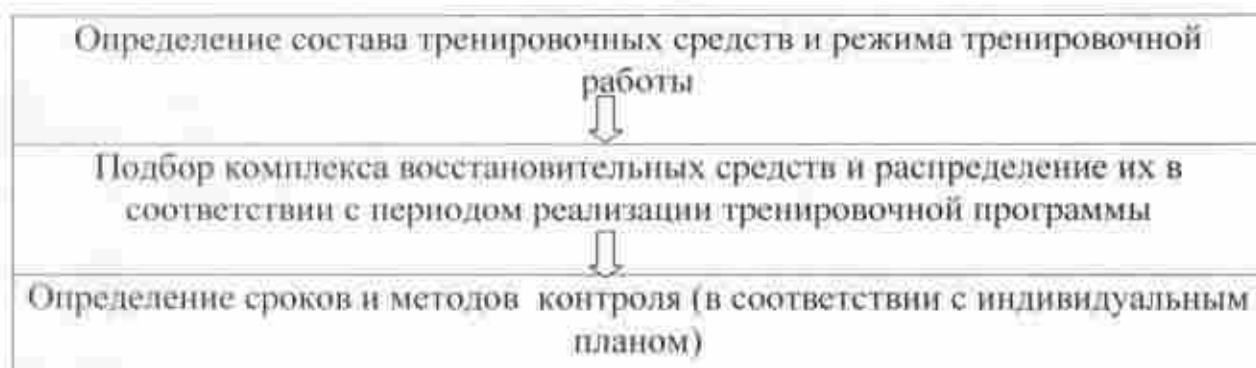 Определение состава тренировочных средств и режима тренировочной
работы
Подбор комплекса восстановительных средств и распределение их в
соответствии с периодом реализации тренировочной программы
Определение сроков и методов контроля (в соответствии с индивидуальным
планом)